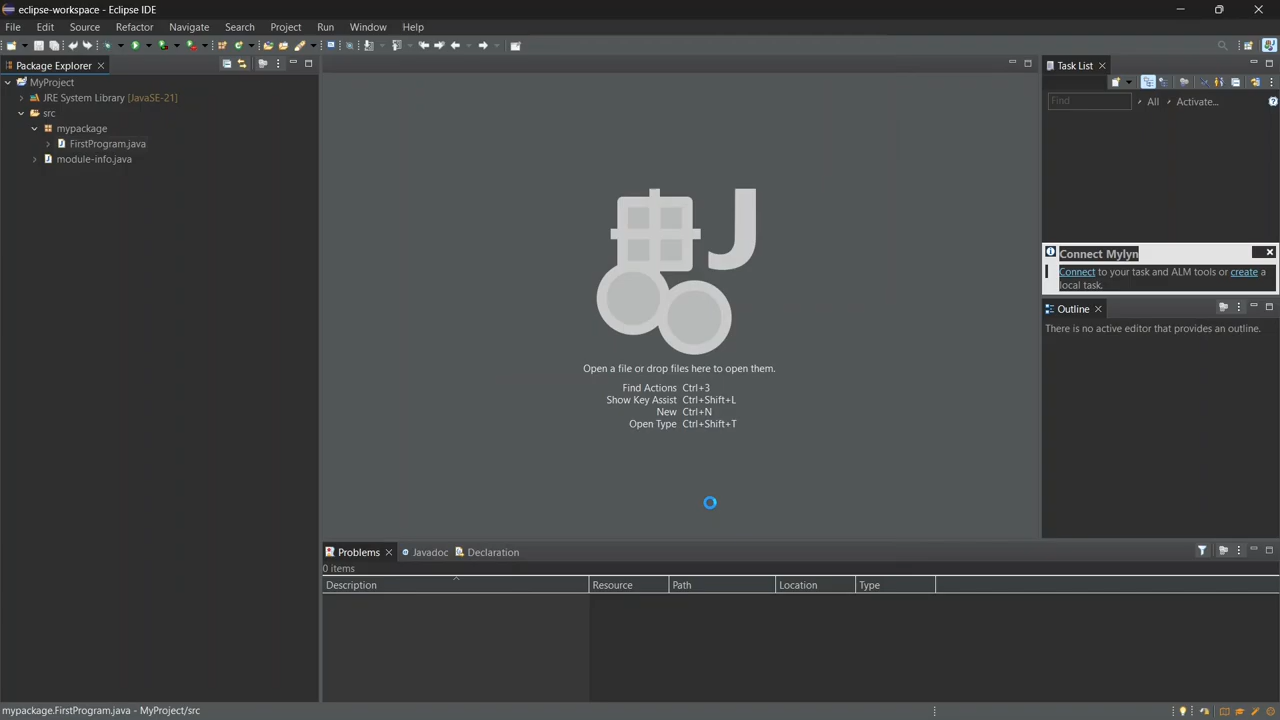 eclipse-workspace - Eclipse IDE
File Edit Source Refactor Navigate Search Project Run Window Help
Package Explorer
MyProject
JRE System Library [JavaSE-21]
src
mypackage
FirstProgram.java
module-info.java
Open a file or drop files here to open them.
Find Actions Ctrl+3
Show Key Assist Ctrl+Shift+L
New Ctrl+N
Open Type Ctrl+Shift+T
Task List
Find All Activate...
Connect Mylyn
Connect to your task and ALM tools or create a
local task.
Outline
There is no active editor that provides an outline.
Problems Javadoc Declaration
0 items
Description Resource Path Location Type
mypackage.FirstProgram.java - MyProject/src